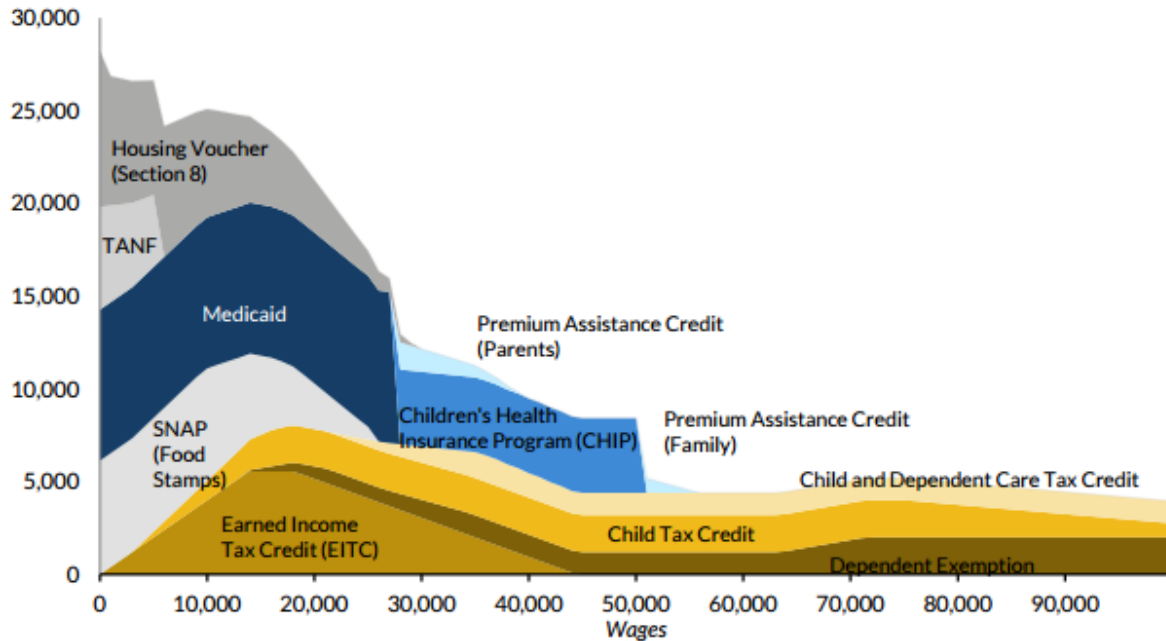 30,000
25,000
Housing Voucher
(Section 8)
20,000
TANF
15,000
Medicaid
Premium Assistance Credit
(Parents)
10,000
SNAP
(Food
Stamps)
Children's Health
Insurance Program (CHIP)
Premium Assistance Credit
(Family)
5,000
Child and Dependent Care Tax Credit
Earned Income
Tax Credit (EITC)
Child Tax Credit
Dependent Exemption
0
0
10,000
20,000
30,000
40,000
50,000
60,000
70,000
80,000
90,000
Wages